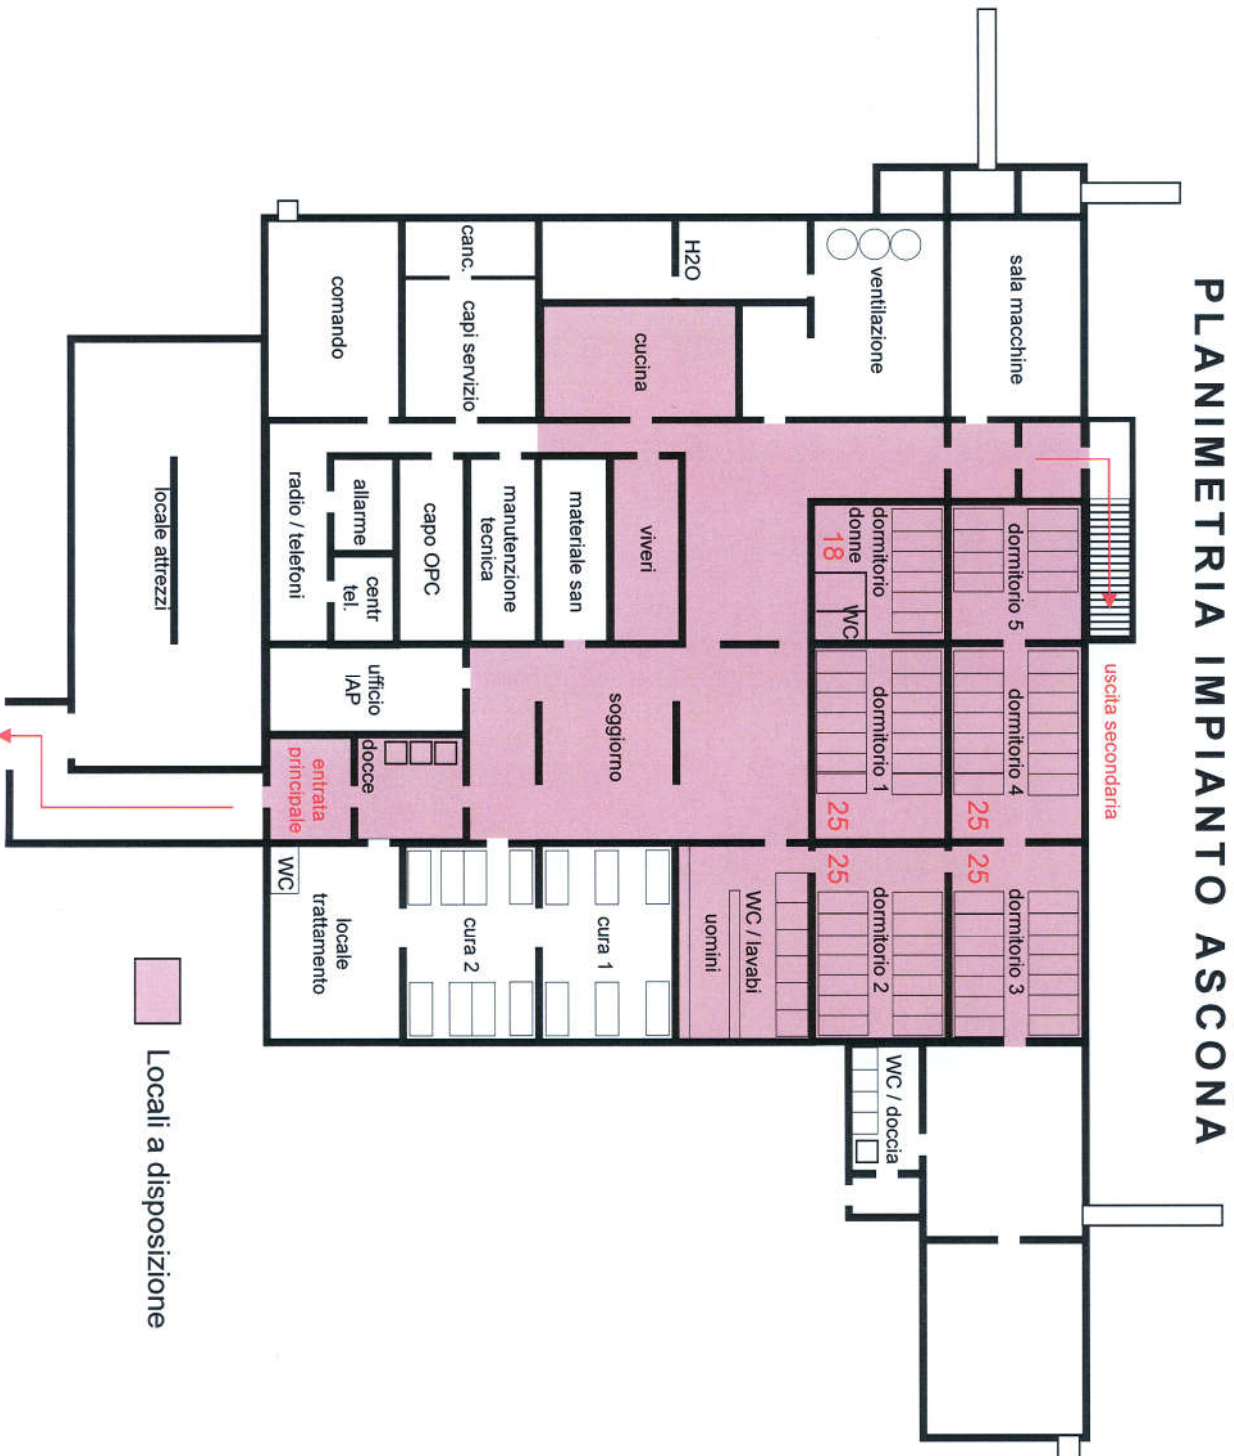 PLANIMETRIA IMPIANTO ASCONA
uscita secondaria
sala macchine
dormitorio 5
dormitorio 4
25
dormitorio 3
25
ventilazione
dormitorio
donne
18
WC
dormitorio 1
25
dormitorio 2
25
WC / doccia
H2O
cucina
viveri
soggiorno
WC / lavabi
uomini
materiale san
cura 1
canc.
capi servizio
manutenzione
tecnica
cura 2
capo OPC
comando
allarme
centr
tel.
radio / telefoni
ufficio
IAP
docce
entrata
principale
locale
trattamento
WC
locale attrezzi
Locali a disposizione